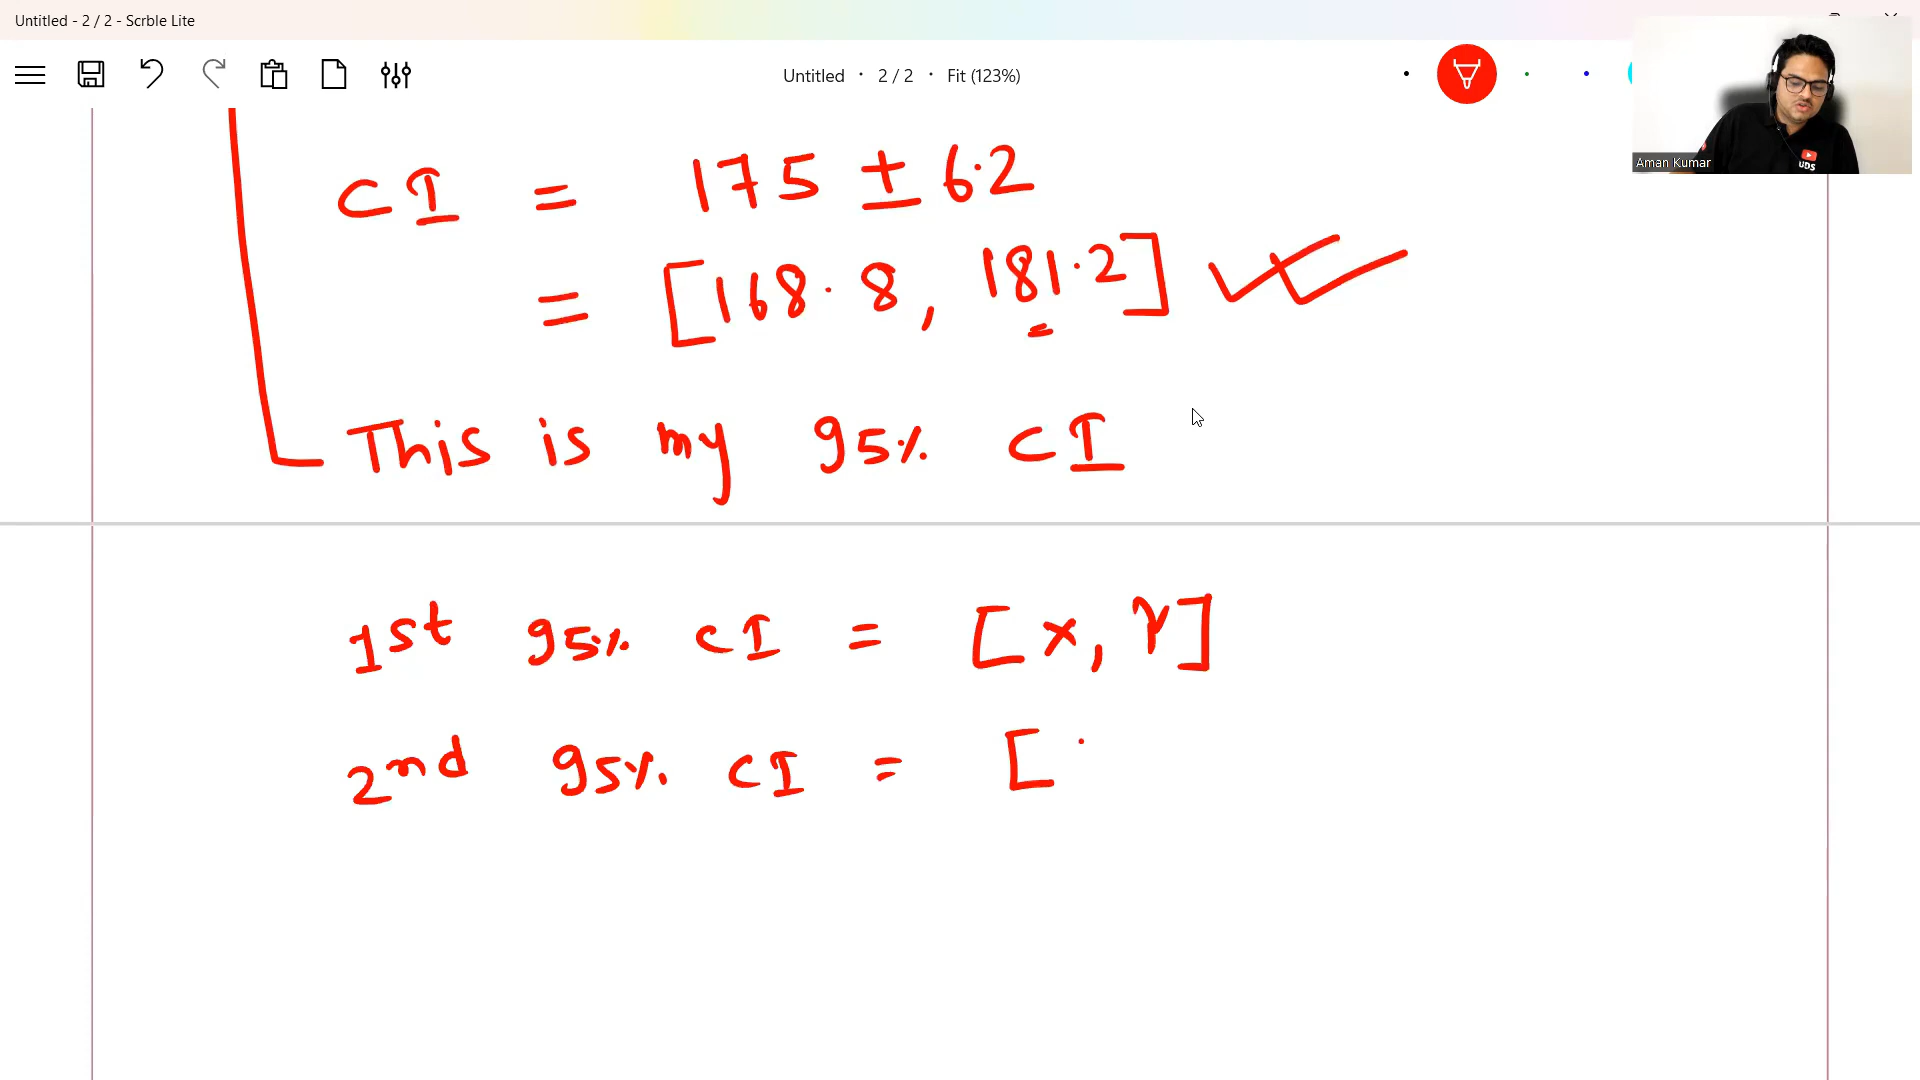 Untitled - 2 / 2 - Scrble Lite
Untitled · 2 / 2 · Fit (123%)
Aman Kumar
UDS
CI = 175 ± 6.2
= [168.8, 181.2]
This is my 95% CI
1st 95% CI = [x, y]
2nd 95% CI = [